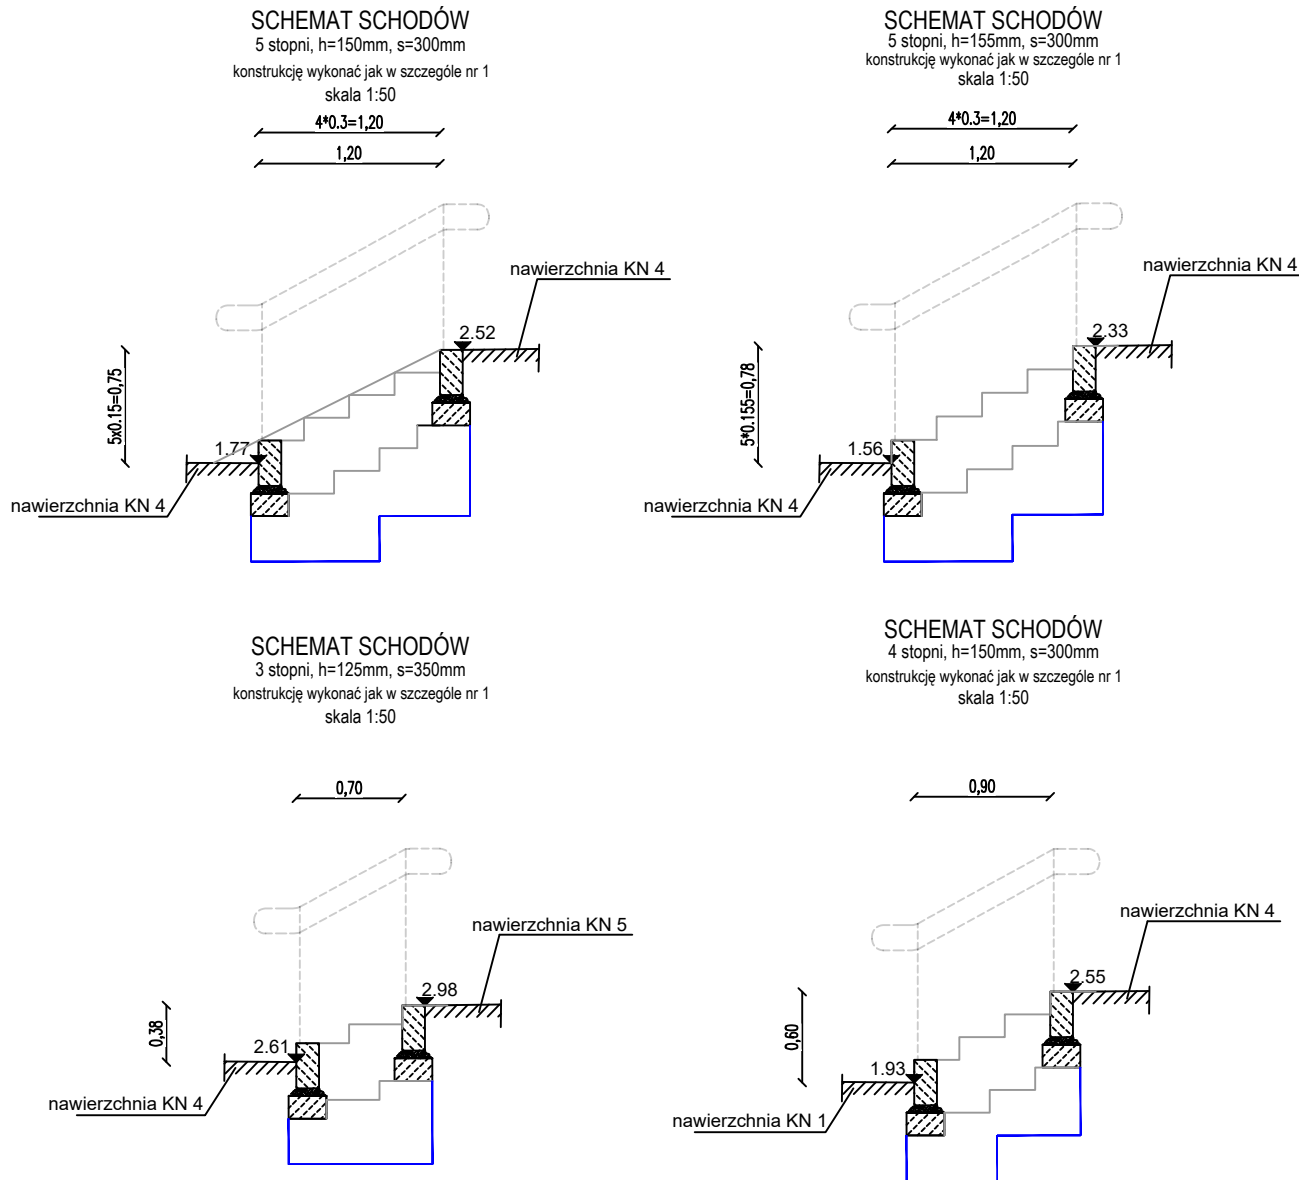 SCHEMAT SCHODÓW
5 stopni, h=150mm, s=300mm
konstrukcję wykonać jak w szczególe nr 1
skala 1:50
4*0.3=1,20
1,20
nawierzchnia KN 4
2.52
5x0.15=0,75
1.77
nawierzchnia KN 4
SCHEMAT SCHODÓW
5 stopni, h=155mm, s=300mm
konstrukcję wykonać jak w szczególe nr 1
skala 1:50
4*0.3=1,20
1,20
nawierzchnia KN 4
2.33
5*0.155=0,78
1.56
nawierzchnia KN 4
SCHEMAT SCHODÓW
3 stopni, h=125mm, s=350mm
konstrukcję wykonać jak w szczególe nr 1
skala 1:50
0,70
nawierzchnia KN 5
2.98
0,38
2.61
nawierzchnia KN 4
SCHEMAT SCHODÓW
4 stopni, h=150mm, s=300mm
konstrukcję wykonać jak w szczególe nr 1
skala 1:50
0,90
nawierzchnia KN 4
2.55
0,60
1.93
nawierzchnia KN 1